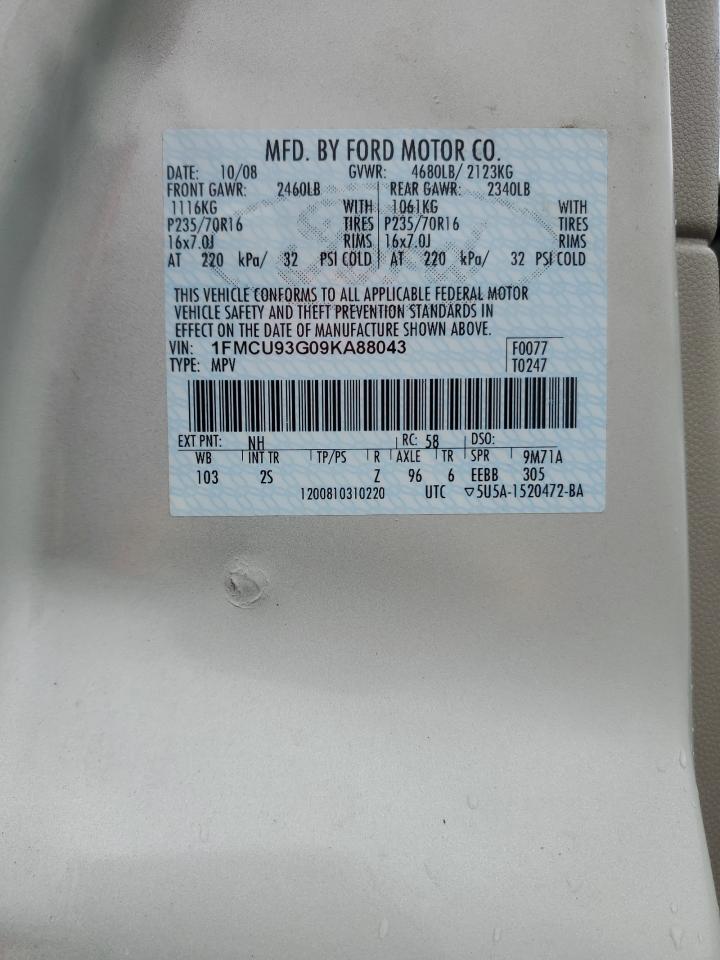 MFD. BY FORD MOTOR CO.
DATE: 10/08 GVWR: 4680LB/ 2123KG
FRONT GAWR: 2460LB REAR GAWR: 2340LB
1116KG WITH 1061KG WITH
P235/70R16 TIRES P235/70R16 TIRES
16x7.0J RIMS 16x7.0J RIMS
AT 220 kPa/ 32 PSI COLD AT 220 kPa/ 32 PSI COLD
THIS VEHICLE CONFORMS TO ALL APPLICABLE FEDERAL MOTOR
VEHICLE SAFETY AND THEFT PREVENTION STANDARDS IN
EFFECT ON THE DATE OF MANUFACTURE SHOWN ABOVE.
VIN: 1FMCU93G09KA88043 F0077
TYPE: MPV T0247
EXT PNT: NH RC: 58 DSO:
WB INT TR TP/PS R AXLE TR SPR 9M71A
103 2S Z 96 6 EEBB 305
1200810310220 UTC ▽5U5A-1520472-BA